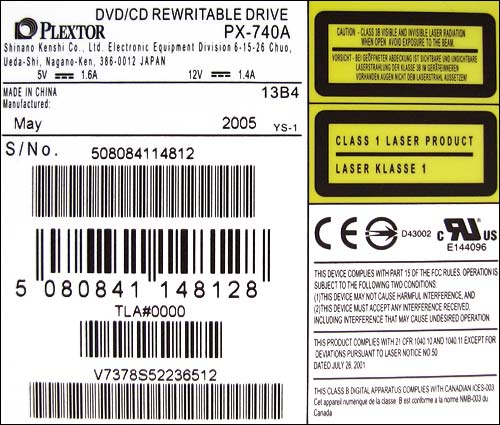 PLEXTOR
DVD/CD REWRITABLE DRIVE
PX-740A
Shinano Kenshi Co., Ltd. Electronic Equipment Division 6-15-26 Chuo,
Ueda-Shi, Nagano-Ken, 386-0012 JAPAN
5V 1.6A 12V 1.4A
MADE IN CHINA 13B4
Manufactured:
May 2005 YS-1
S/No. 508084114812
5 080841 148128
TLA#0000
V7378S52236512
CAUTION - CLASS 3B VISIBLE AND INVISIBLE LASER RADIATION
WHEN OPEN AVOID EXPOSURE TO THE BEAM.
VORSICHT - BEI GEÖFFNETER ABDECKUNG IST SICHTBARE UND UNSICHTBARE
LASERSTRAHLUNG DER KLASSE 3B IM GERÄTEINNEREN
VORHANDEN AUGEN NICHT DEM LASERSTRAHL AUSSETZEN!
CLASS 1 LASER PRODUCT
LASER KLASSE 1
CE D43002 c RU US
E144096
THIS DEVICE COMPLIES WITH PART 15 OF THE FCC RULES. OPERATION IS
SUBJECT TO THE FOLLOWING TWO CONDITIONS:
(1)THIS DEVICE MAY NOT CAUSE HARMFUL INTERFERENCE, AND
(2)THIS DEVICE MUST ACCEPT ANY INTERFERENCE RECEIVED,
INCLUDING INTERFERENCE THAT MAY CAUSE UNDESIRED OPERATION.
COMPLIES WITH 21 CFR 1040.10 AND 1040.11 EXCEPT FOR
DEVIATIONS PURSUANT TO LASER NOTICE NO.50
DATED JULY 26, 2001
THIS CLASS B DIGITAL APPARATUS COMPLIES WITH CANADIAN ICES-003
Cet appareil numérique de la classe B est conforme a la norme NMB-003 du
Canada